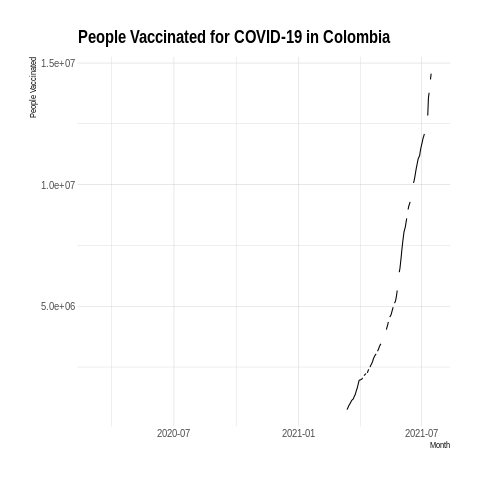 People Vaccinated for COVID-19 in Colombia
People Vaccinated
1.5e+07
1.0e+07
5.0e+06
2020-07
2021-01
2021-07
Month